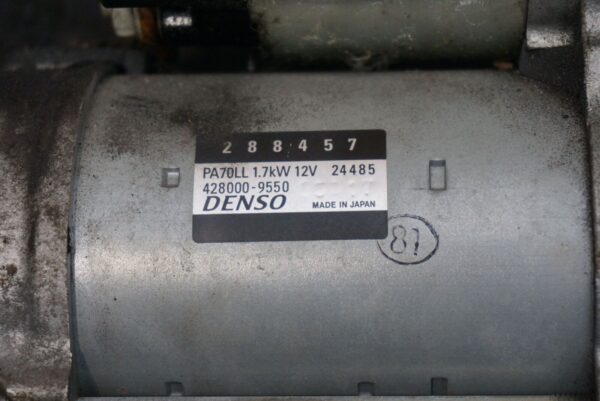 288457
PA70LL 1.7kW 12V 24485
428000-9550
DENSO MADE IN JAPAN
81